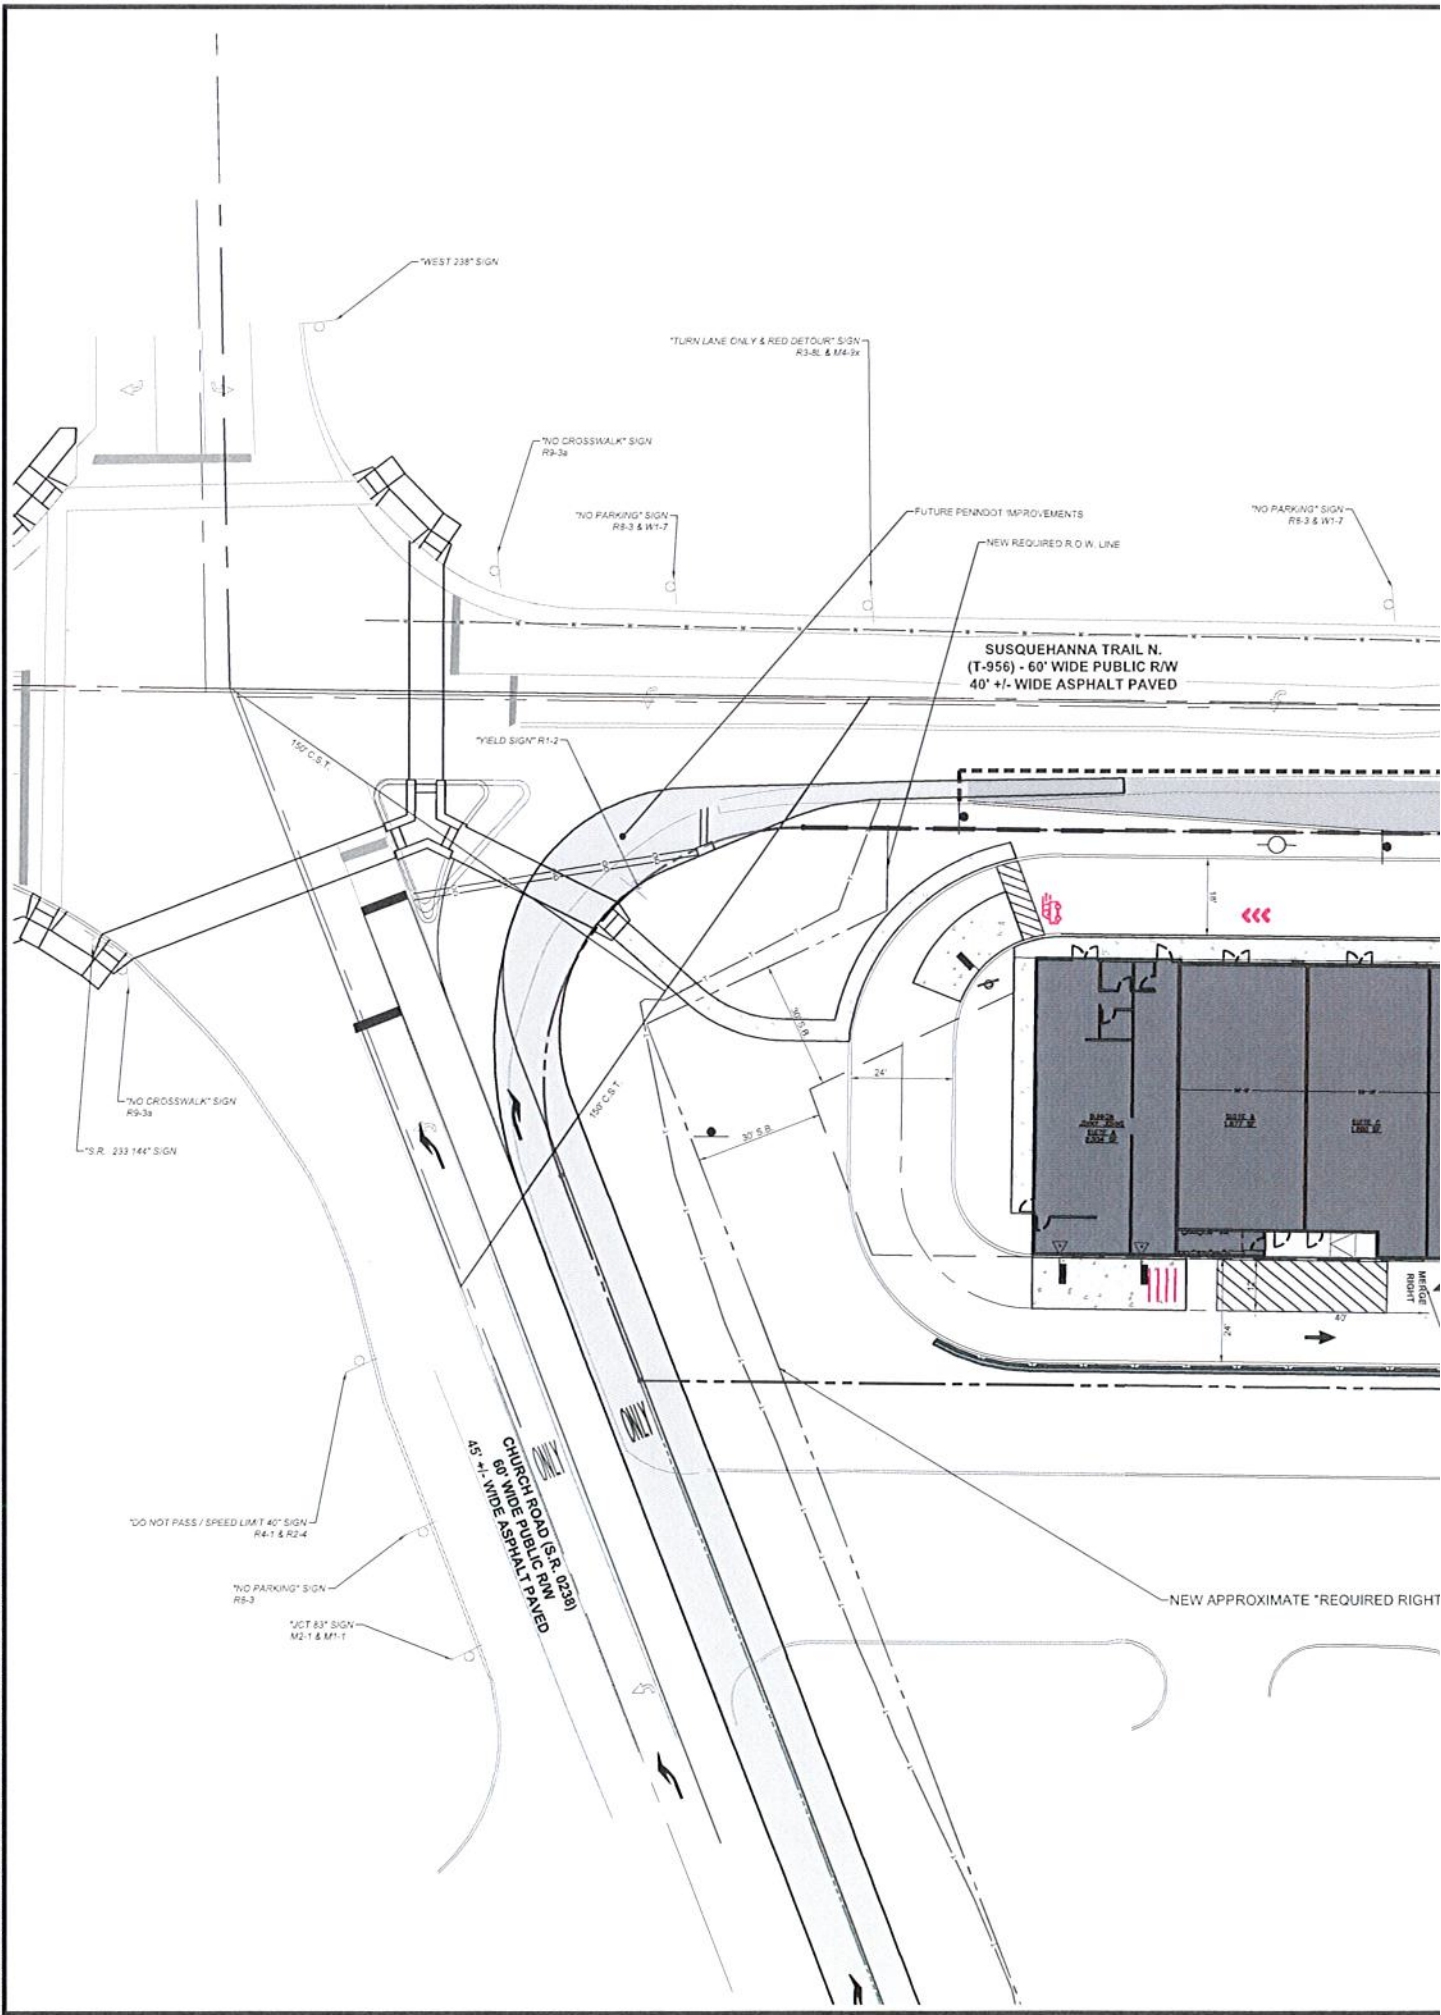 "WEST 238" SIGN
"TURN LANE ONLY & RED DETOUR" SIGN
R3-8L & M4-9x
"NO CROSSWALK" SIGN
R9-3a
"NO PARKING" SIGN
R8-3 & W1-7
FUTURE PENNDOT IMPROVEMENTS
"NO PARKING" SIGN
R8-3 & W1-7
NEW REQUIRED R.O.W. LINE
SUSQUEHANNA TRAIL N.
(T-956) - 60' WIDE PUBLIC R/W
40' +/- WIDE ASPHALT PAVED
"YIELD SIGN" R1-2
150' C.S.T.
18'
30' S.B.
24'
150' C.S.T.
30' S.B.
"NO CROSSWALK" SIGN
R9-3a
"S.R. 233 144" SIGN
SUITE A
MERGE
RIGHT
12'
40'
24'
ONLY
ONLY
CHURCH ROAD (S.R. 0238)
60' WIDE PUBLIC R/W
45' +/- WIDE ASPHALT PAVED
"DO NOT PASS / SPEED LIMIT 40" SIGN
R4-1 & R2-4
"NO PARKING" SIGN
R8-3
"JCT 83" SIGN
M2-1 & M1-1
NEW APPROXIMATE "REQUIRED RIGHT